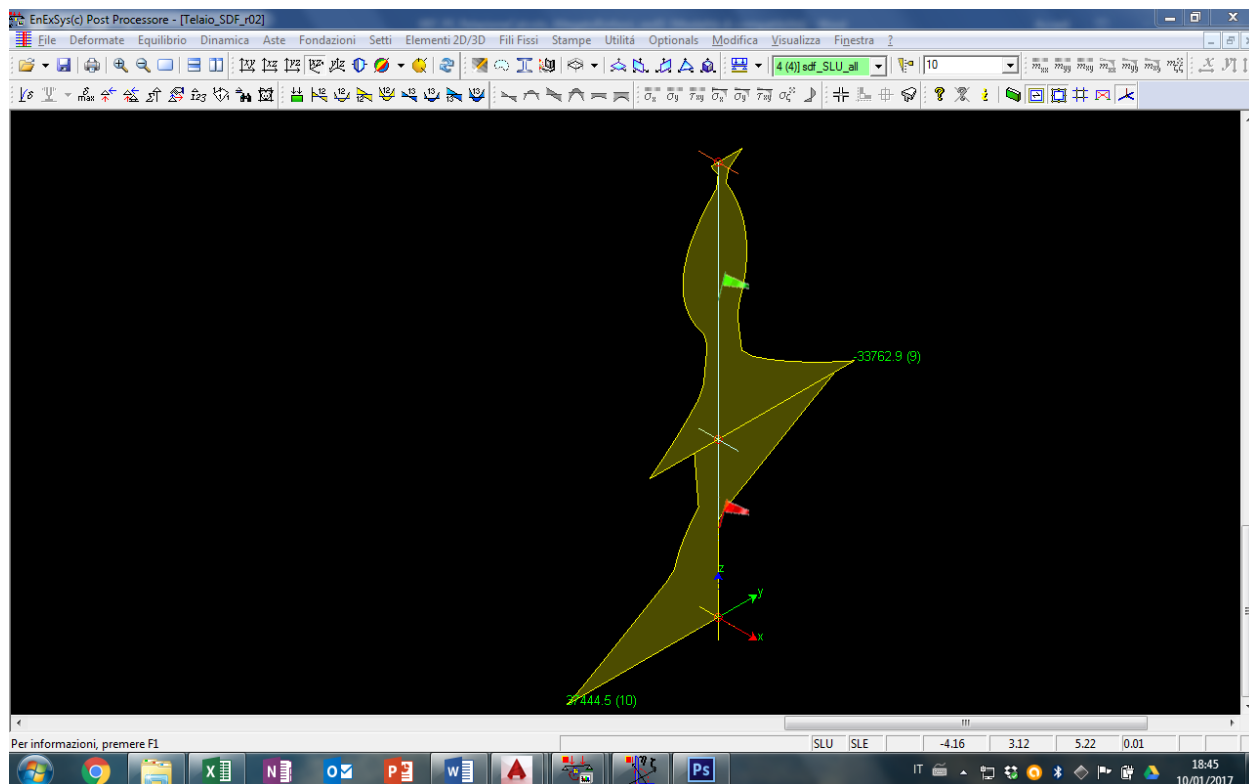 EnExSys(c) Post Processore - [Telaio_SDF_r02]
File Deformate Equilibrio Dinamica Aste Fondazioni Setti Elementi 2D/3D Fili Fissi Stampe Utilitá Optionals Modifica Visualizza Finestra ?
4 (4)] sdf_SLU_all 10
-33762.9 (9)
z
y
x
37444.5 (10)
Per informazioni, premere F1 SLU SLE -4.16 3.12 5.22 0.01
IT 18:45
10/01/2017